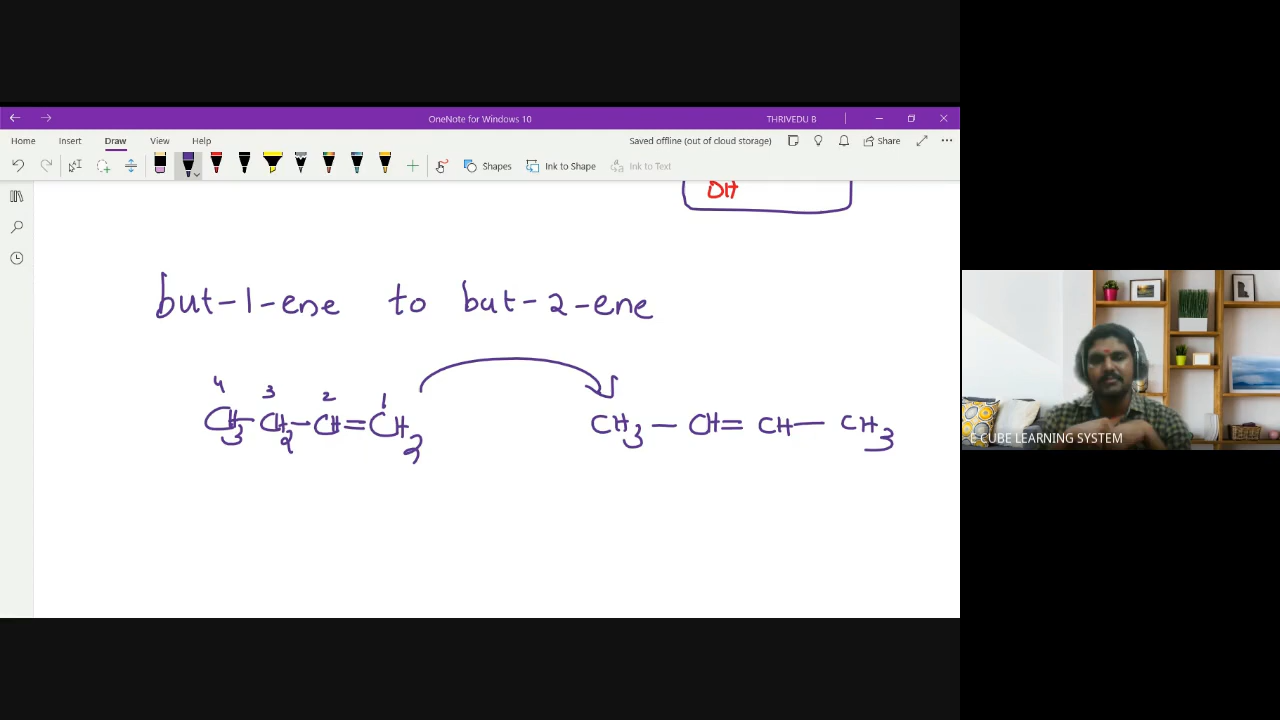 OneNote for Windows 10
THRIVEDU B
Home Insert Draw View Help
Saved offline (out of cloud storage)
Share
Shapes
Ink to Shape
Ink to Text
OH
but-1-ene to but-2-ene
4 3 2 1
CH3-CH2-CH=CH2
CH3-CH=CH-CH3
C CUBE LEARNING SYSTEM